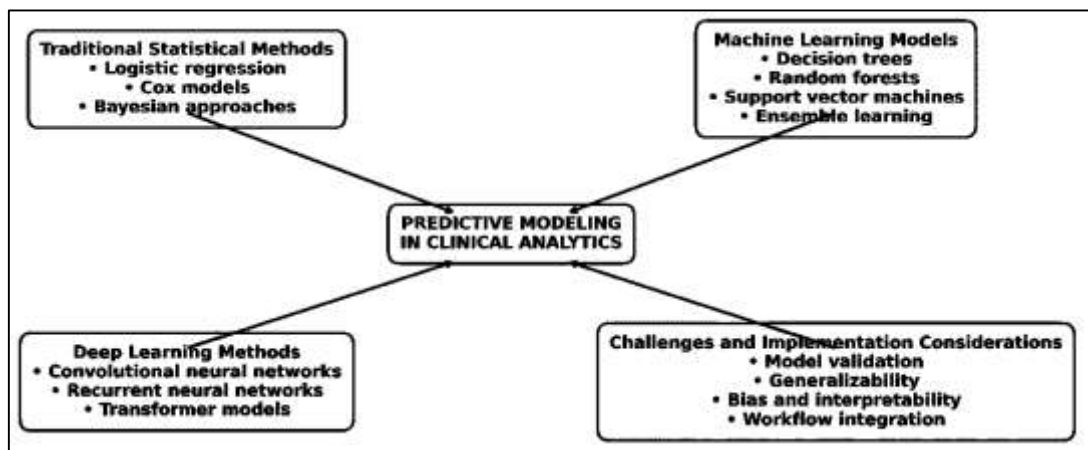 Traditional Statistical Methods
• Logistic regression
• Cox models
• Bayesian approaches
Machine Learning Models
• Decision trees
• Random forests
• Support vector machines
• Ensemble learning
PREDICTIVE MODELING
IN CLINICAL ANALYTICS
Deep Learning Methods
• Convolutional neural networks
• Recurrent neural networks
• Transformer models
Challenges and Implementation Considerations
• Model validation
• Generalizability
• Bias and interpretability
• Workflow integration